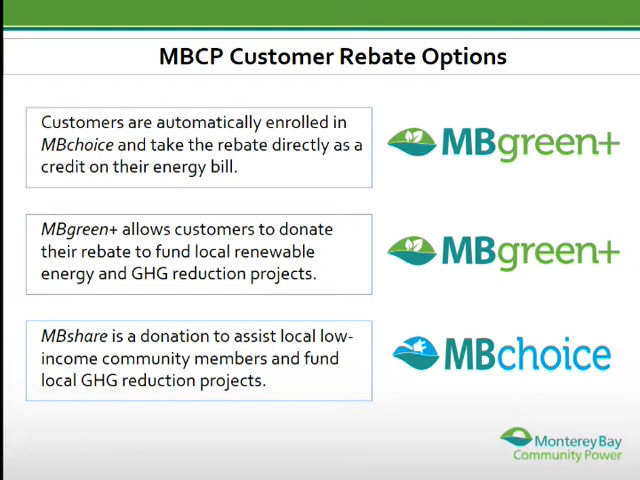 MBCP Customer Rebate Options
Customers are automatically enrolled in
MBchoice and take the rebate directly as a
credit on their energy bill.
MBgreen+
MBgreen+ allows customers to donate
their rebate to fund local renewable
energy and GHG reduction projects.
MBgreen+
MBshare is a donation to assist local low-
income community members and fund
local GHG reduction projects.
MBchoice
Monterey Bay
Community Power